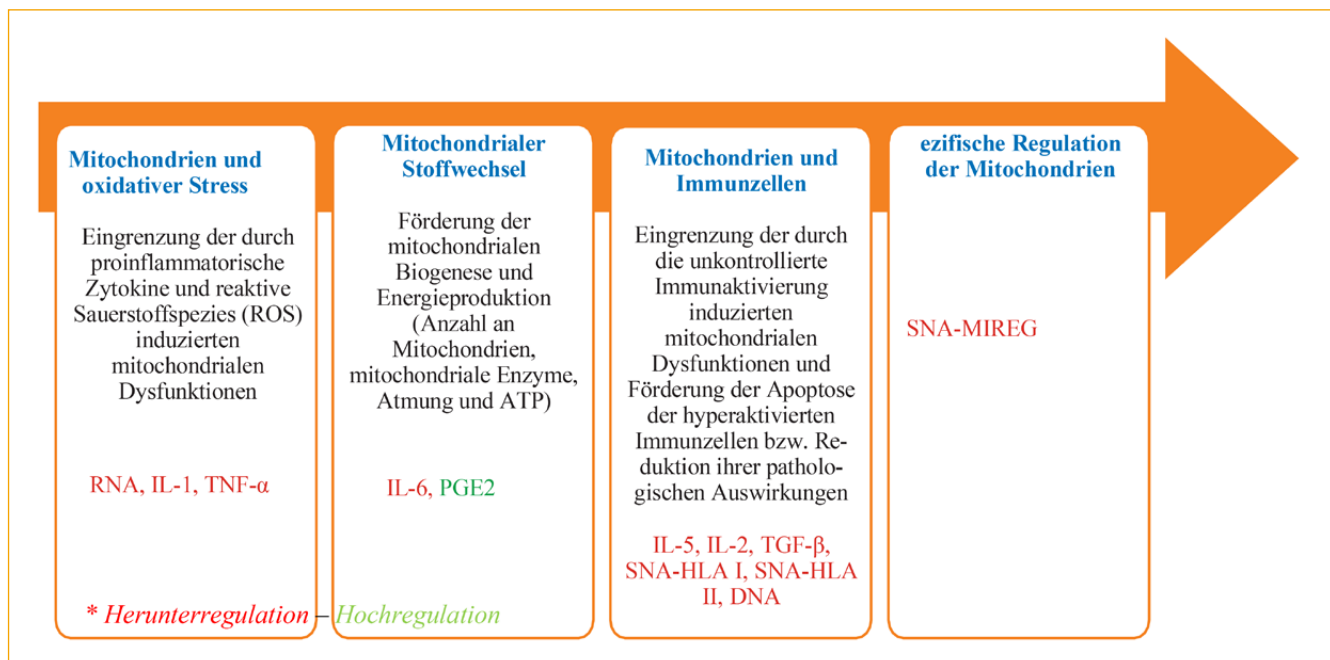 Mitochondrien und
oxidativer Stress
Eingrenzung der durch
proinflammatorische
Zytokine und reaktive
Sauerstoffspezies (ROS)
induzierten
mitochondrialen
Dysfunktionen
RNA, IL-1, TNF-α
Mitochondrialer
Stoffwechsel
Förderung der
mitochondrialen
Biogenese und
Energieproduktion
(Anzahl an
Mitochondrien,
mitochondriale Enzyme,
Atmung und ATP)
IL-6, PGE2
Mitochondrien und
Immunzellen
Eingrenzung der durch
die unkontrollierte
Immunaktivierung
induzierten
mitochondrialen
Dysfunktionen und
Förderung der Apoptose
der hyperaktivierten
Immunzellen bzw. Re-
duktion ihrer patholo-
gischen Auswirkungen
IL-5, IL-2, TGF-β,
SNA-HLA I, SNA-HLA
II, DNA
ezifische Regulation
der Mitochondrien
SNA-MIREG
* Herunterregulation – Hochregulation